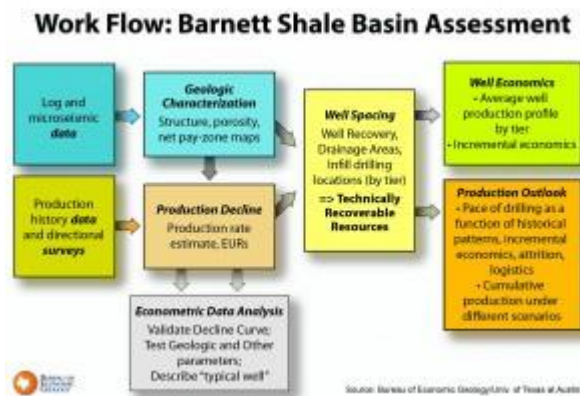 Work Flow: Barnett Shale Basin Assessment
Log and
microseismic
data
Geologic
Characterization
Structure, porosity,
net pay-zone maps
Well Spacing
Well Recovery,
Drainage Areas,
Infill drilling
locations (by tier)
=> Technically
Recoverable
Resources
Well Economics
• Average well
production profile
by tier
• Incremental economics
Production
history data
and directional
surveys
Production Decline
Production rate
estimate, EURs
Production Outlook
• Pace of drilling as a
function of historical
patterns, incremental
economics, attrition,
logistics
• Cumulative
production under
different scenarios
Econometric Data Analysis
Validate Decline Curve;
Test Geologic and Other
parameters;
Describe "typical well"
Bureau of
Economic
Geology
Source: Bureau of Economic Geology/Univ. of Texas at Austin